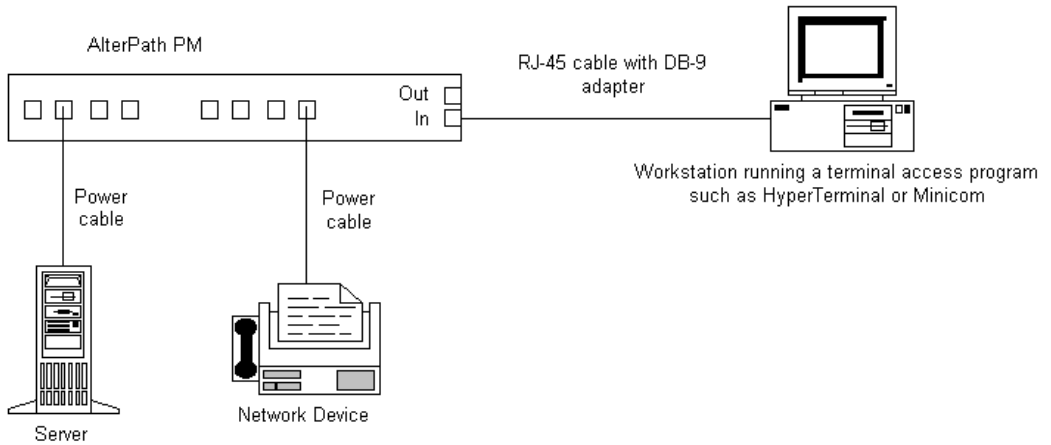 AlterPath PM
Out
In
RJ-45 cable with DB-9
adapter
Workstation running a terminal access program
such as HyperTerminal or Minicom
Power
cable
Power
cable
Network Device
Server